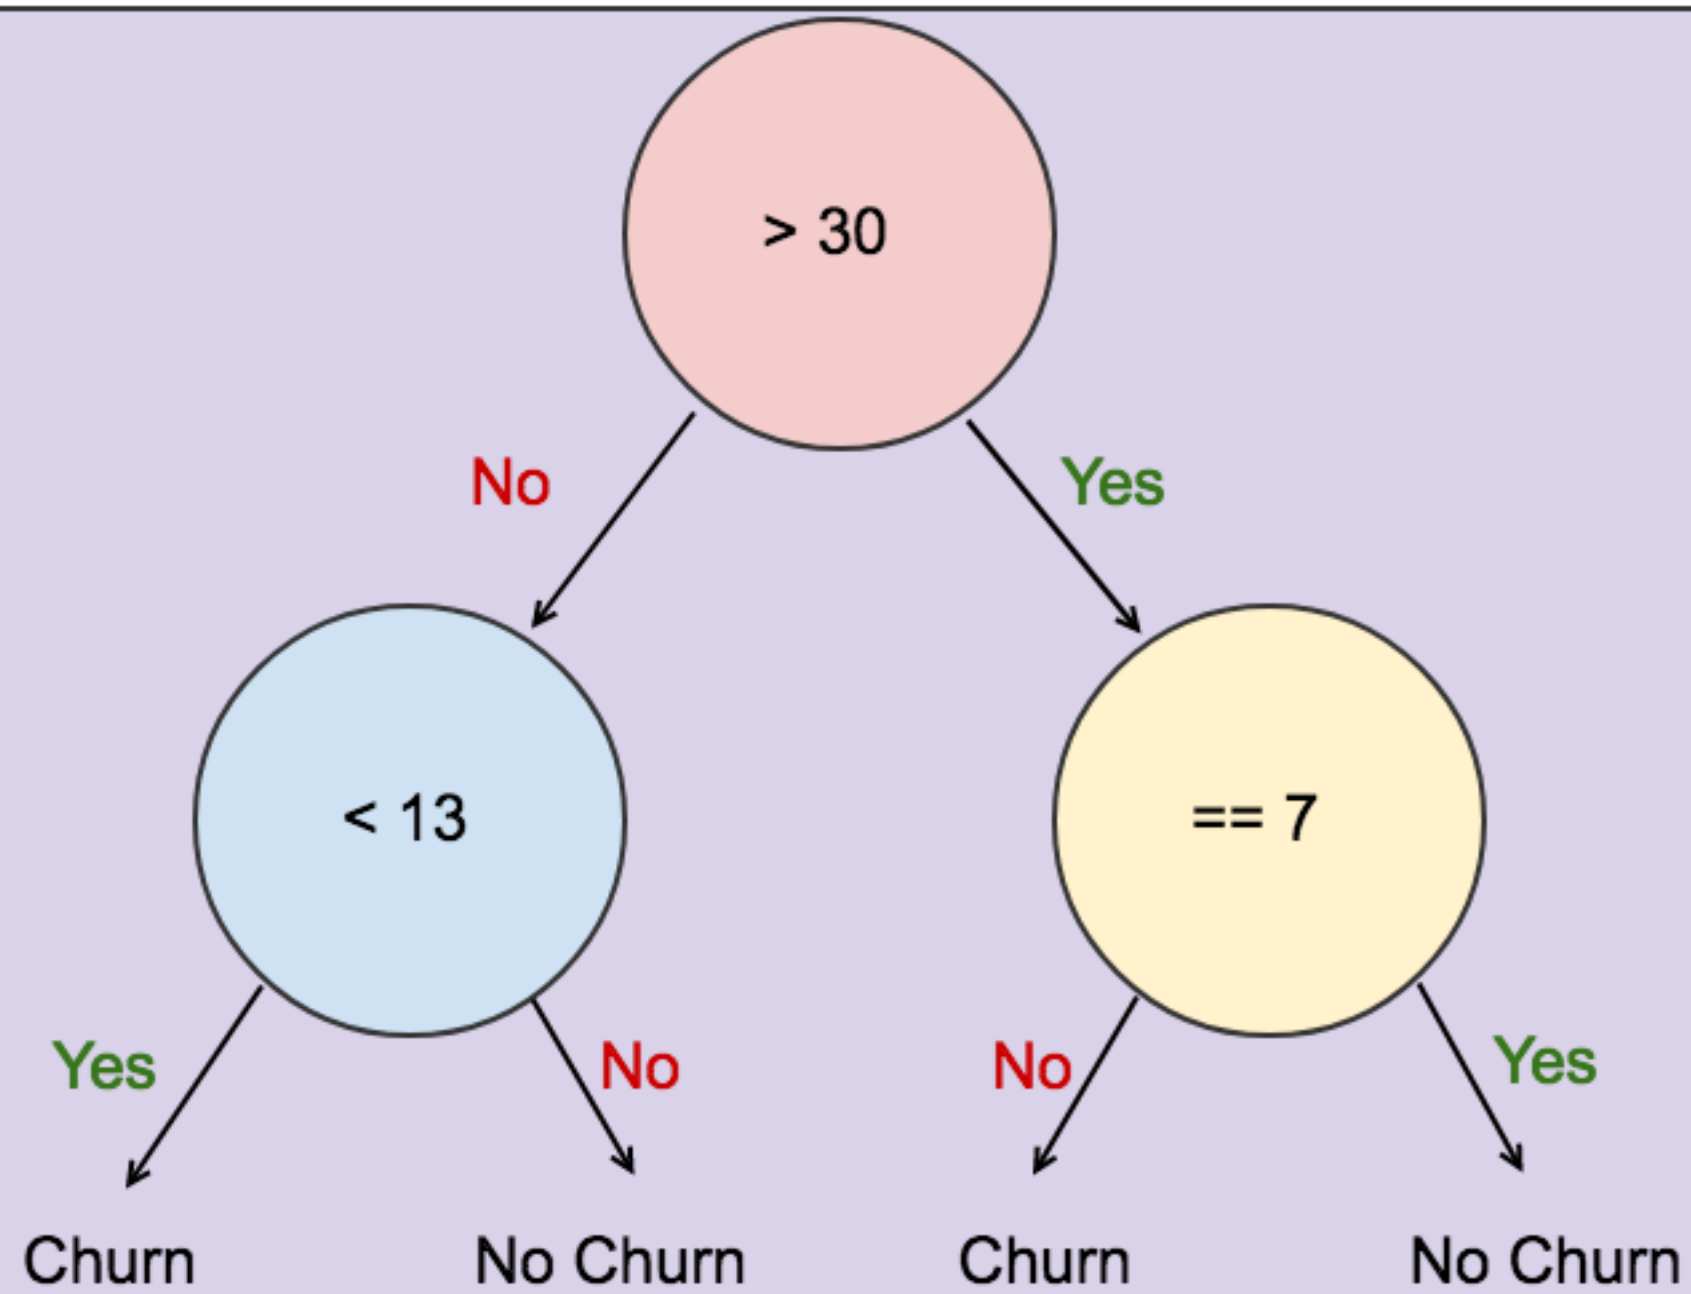 > 30
No
Yes
< 13
== 7
Yes
No
No
Yes
Churn
No Churn
Churn
No Churn